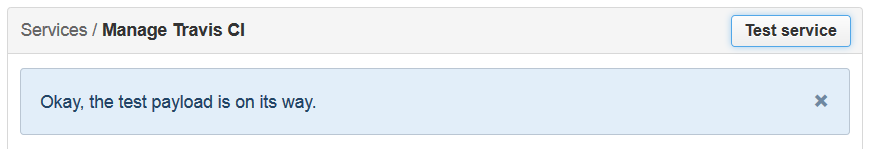 Services / Manage Travis CI
Test service
Okay, the test payload is on its way.